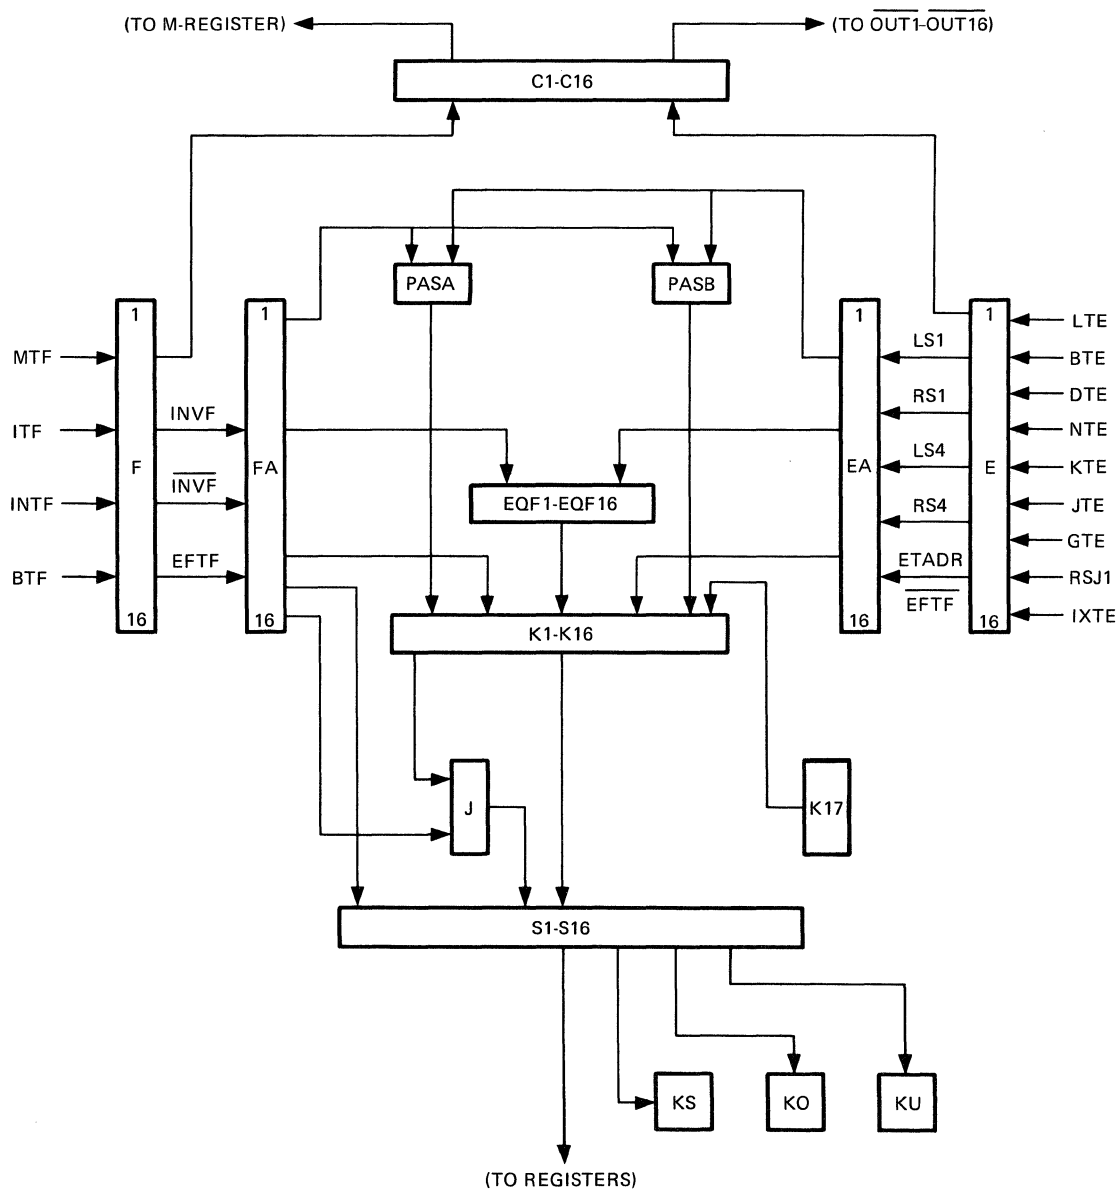 (TO M-REGISTER)
(TO OUT1-OUT16)
C1-C16
PASA
PASB
1
1
1
1
LTE
LS1
MTF
BTE
DTE
RS1
INVF
NTE
ITF
LS4
F
FA
EA
E
KTE
INVF
EQF1-EQF16
INTF
JTE
RS4
GTE
EFTF
ETADR
BTF
RSJ1
EFTF
16
16
16
16
IXTE
K1-K16
J
K17
S1-S16
KS
KO
KU
(TO REGISTERS)